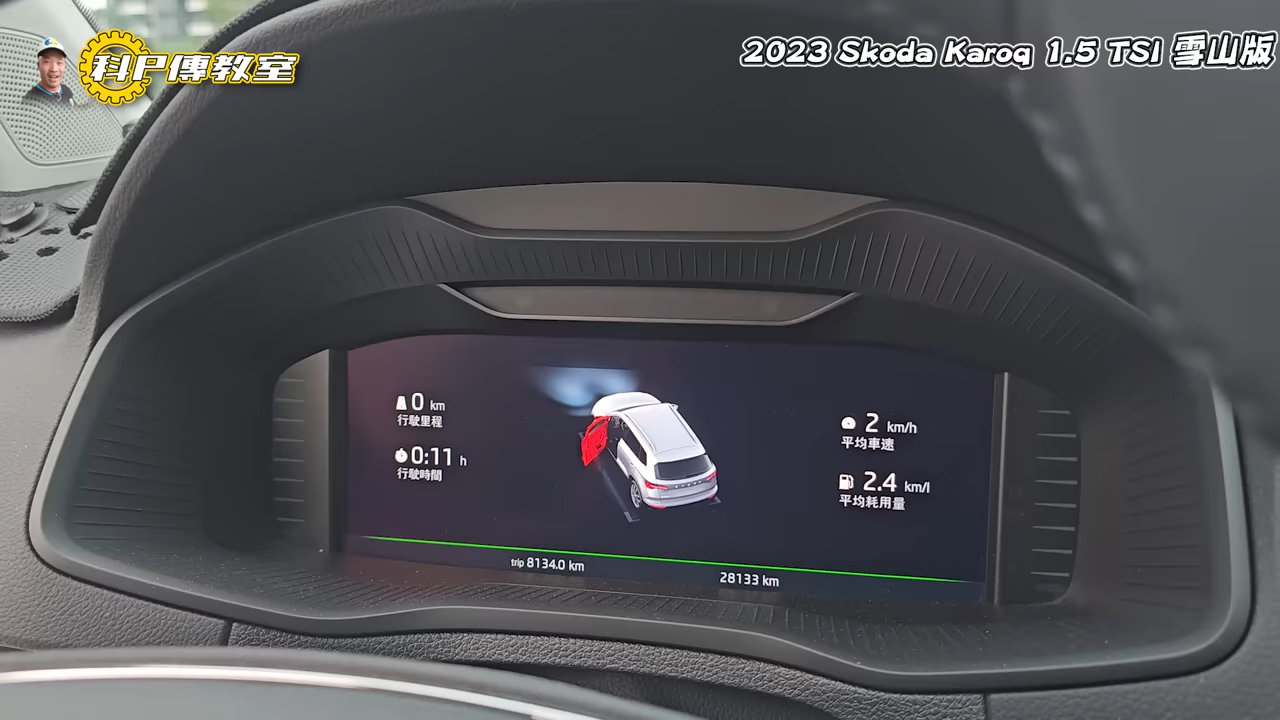 科P傳教室
2023 Skoda Karoq 1.5 TSI 雪山版
0 km
行駛里程
0:11 h
行駛時間
2 km/h
平均車速
2.4 km/l
平均耗用量
trip 8134.0 km
28133 km